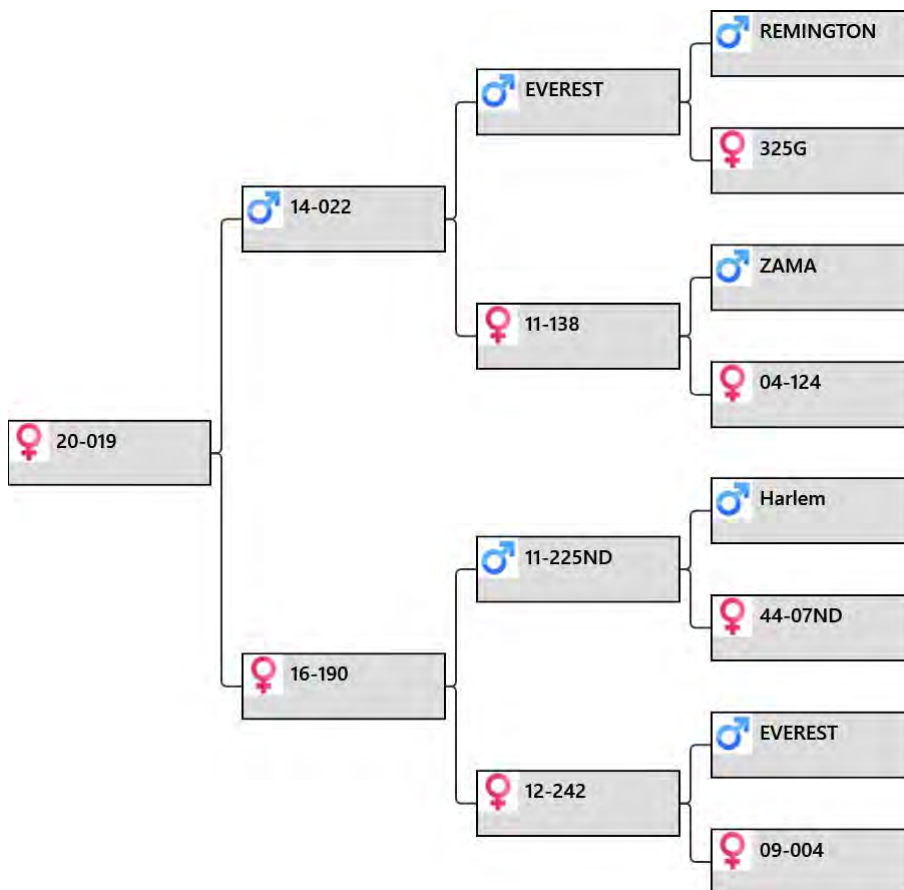 REMINGTON
EVEREST
325G
14-022
ZAMA
11-138
04-124
20-019
Harlem
11-225ND
44-07ND
16-190
EVEREST
12-242
09-004